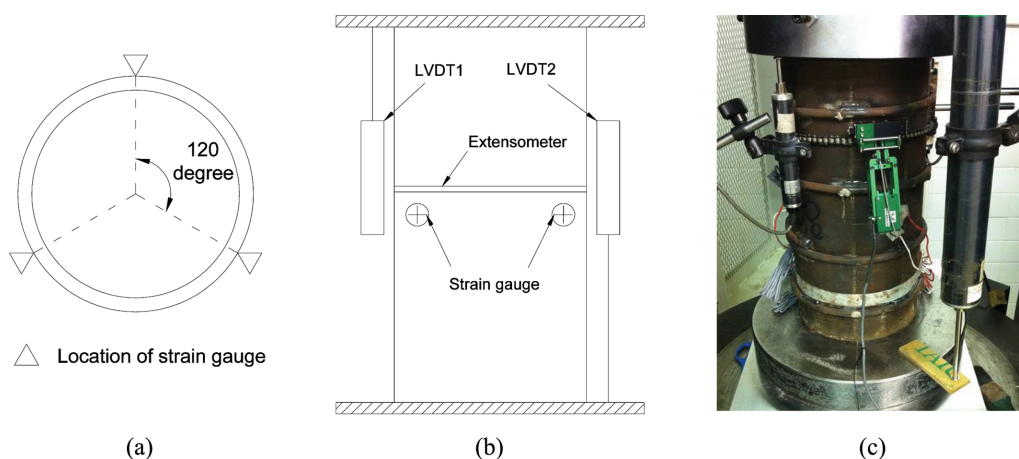 120
degree
Location of strain gauge
(a)
LVDT1
LVDT2
Extensometer
Strain gauge
(b)
(c)